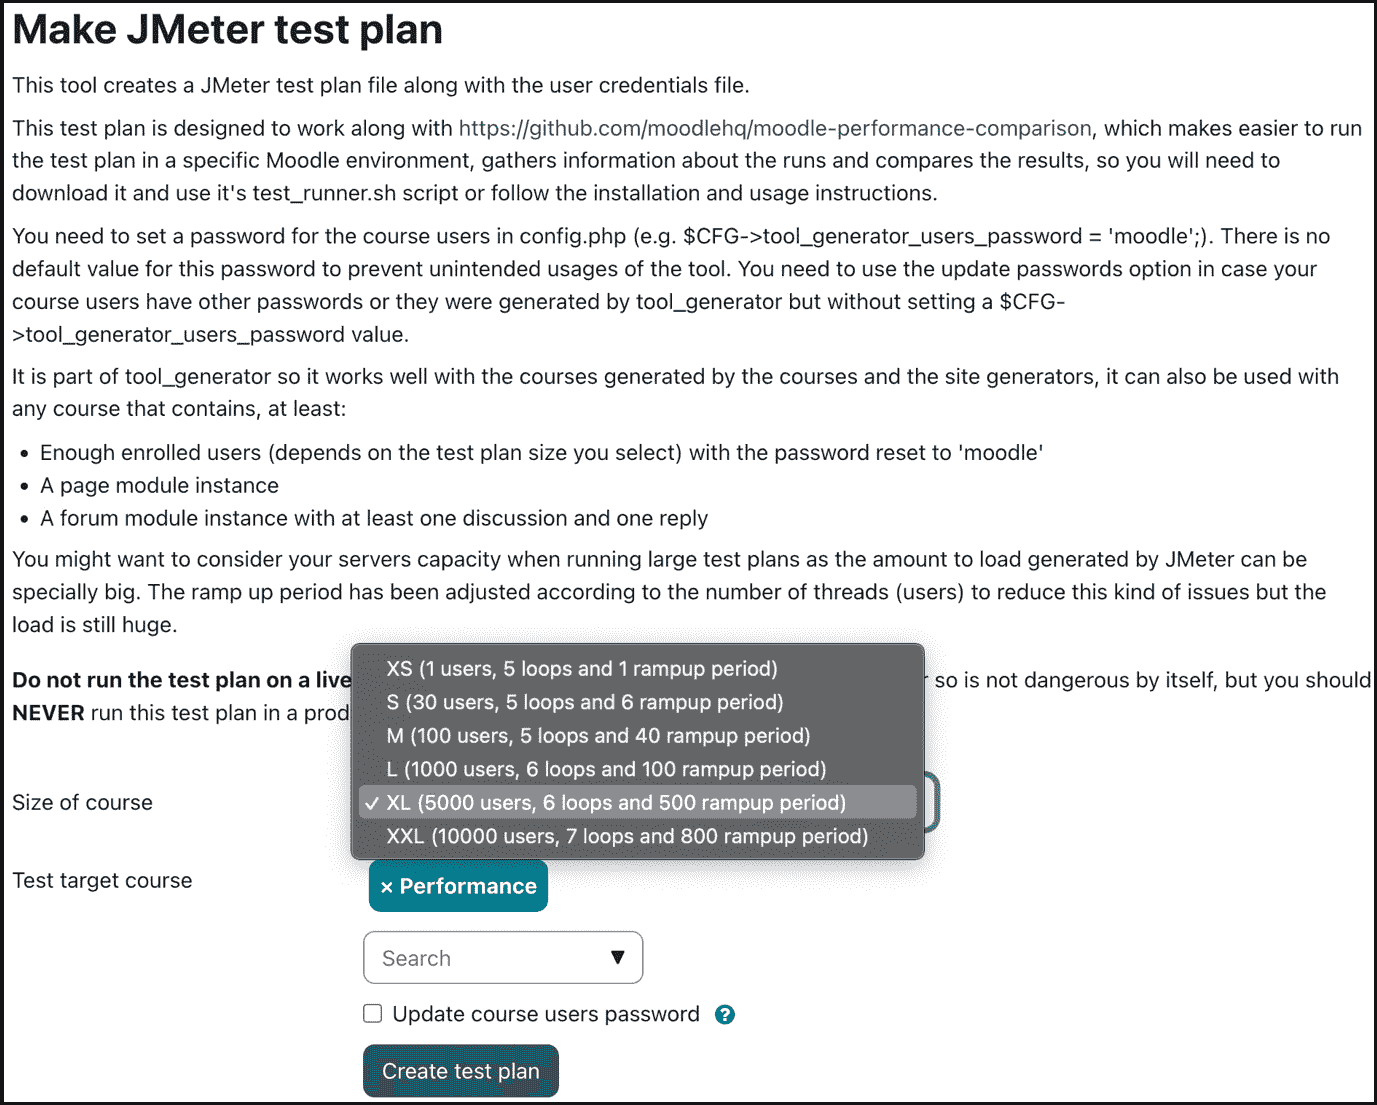 Make JMeter test plan
This tool creates a JMeter test plan file along with the user credentials file.
This test plan is designed to work along with https://github.com/moodlehq/moodle-performance-comparison, which makes easier to run
the test plan in a specific Moodle environment, gathers information about the runs and compares the results, so you will need to
download it and use it's test_runner.sh script or follow the installation and usage instructions.
You need to set a password for the course users in config.php (e.g. $CFG->tool_generator_users_password = 'moodle';). There is no
default value for this password to prevent unintended usages of the tool. You need to use the update passwords option in case your
course users have other passwords or they were generated by tool_generator but without setting a $CFG-
>tool_generator_users_password value.
It is part of tool_generator so it works well with the courses generated by the courses and the site generators, it can also be used with
any course that contains, at least:
• Enough enrolled users (depends on the test plan size you select) with the password reset to 'moodle'
• A page module instance
• A forum module instance with at least one discussion and one reply
You might want to consider your servers capacity when running large test plans as the amount to load generated by JMeter can be
specially big. The ramp up period has been adjusted according to the number of threads (users) to reduce this kind of issues but the
load is still huge.
XS (1 users, 5 loops and 1 rampup period)
Do not run the test plan on a live so is not dangerous by itself, but you should
S (30 users, 5 loops and 6 rampup period)
NEVER run this test plan in a prod
M (100 users, 5 loops and 40 rampup period)
L (1000 users, 6 loops and 100 rampup period)
Size of course
✓ XL (5000 users, 6 loops and 500 rampup period)
XXL (10000 users, 7 loops and 800 rampup period)
Test target course
× Performance
Search ▼
Update course users password ?
Create test plan